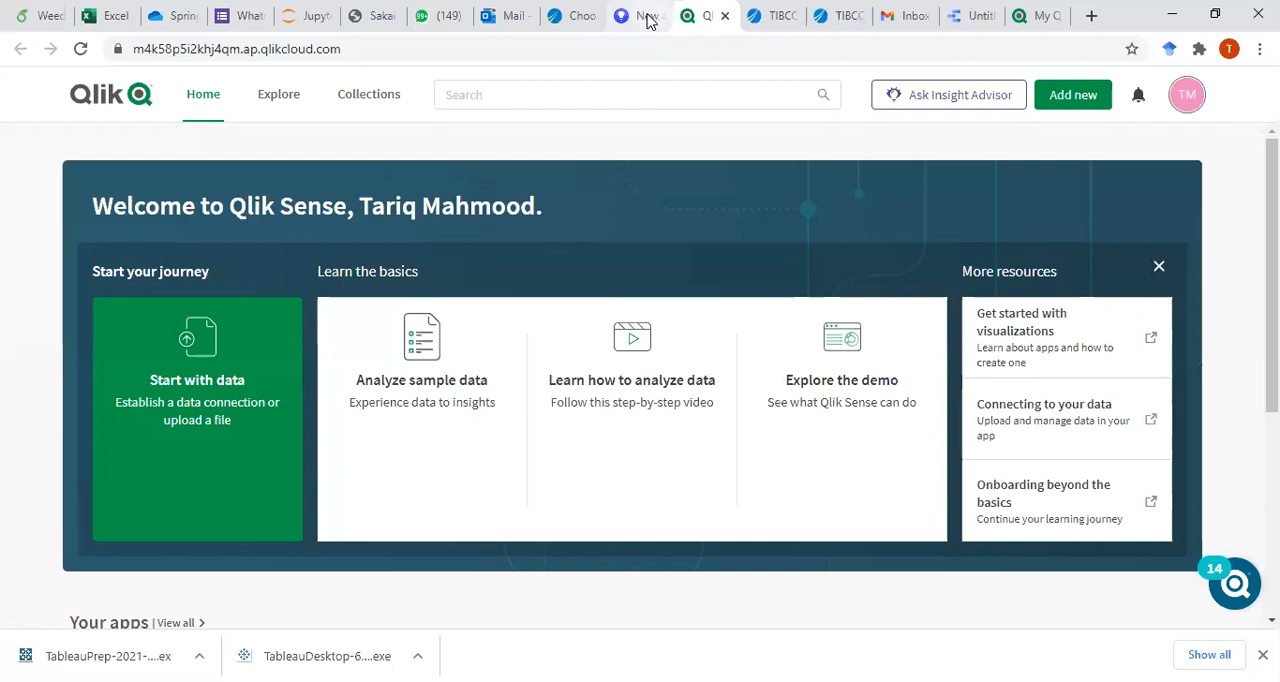 Weed
Excel
Spring
What
Jupyt
Sakai
99+ (149)
Mail -
Choo
New
Ql
TIBCC
TIBCC
Inbox
Untitl
My Q
m4k58p5i2khj4qm.ap.qlikcloud.com
T
Qlik
Home
Explore
Collections
Search
Ask Insight Advisor
Add new
TM
Welcome to Qlik Sense, Tariq Mahmood.
Start your journey
Learn the basics
More resources
Start with data
Establish a data connection or
upload a file
Analyze sample data
Experience data to insights
Learn how to analyze data
Follow this step-by-step video
Explore the demo
See what Qlik Sense can do
Get started with
visualizations
Learn about apps and how to
create one
Connecting to your data
Upload and manage data in your
app
Onboarding beyond the
basics
Continue your learning journey
14
Your apps | View all
TableauPrep-2021-....ex
TableauDesktop-6....exe
Show all